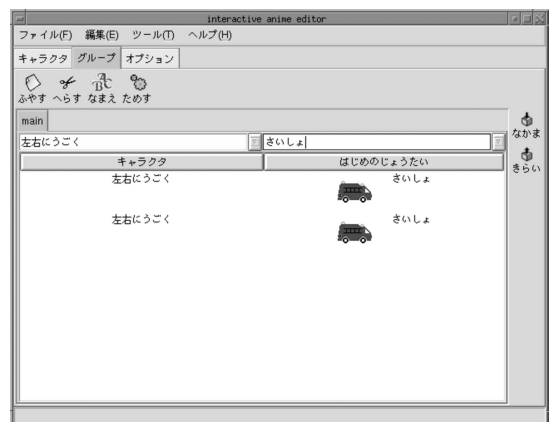 interactive anime editor
ファイル(F) 編集(E) ツール(T) ヘルプ(H)
キャラクタ グループ オプション
ABC
ふやす へらす なまえ ためす
main
なかま
左右にうごく さいしょ
きらい
キャラクタ はじめのじょうたい
左右にうごく さいしょ
左右にうごく さいしょ